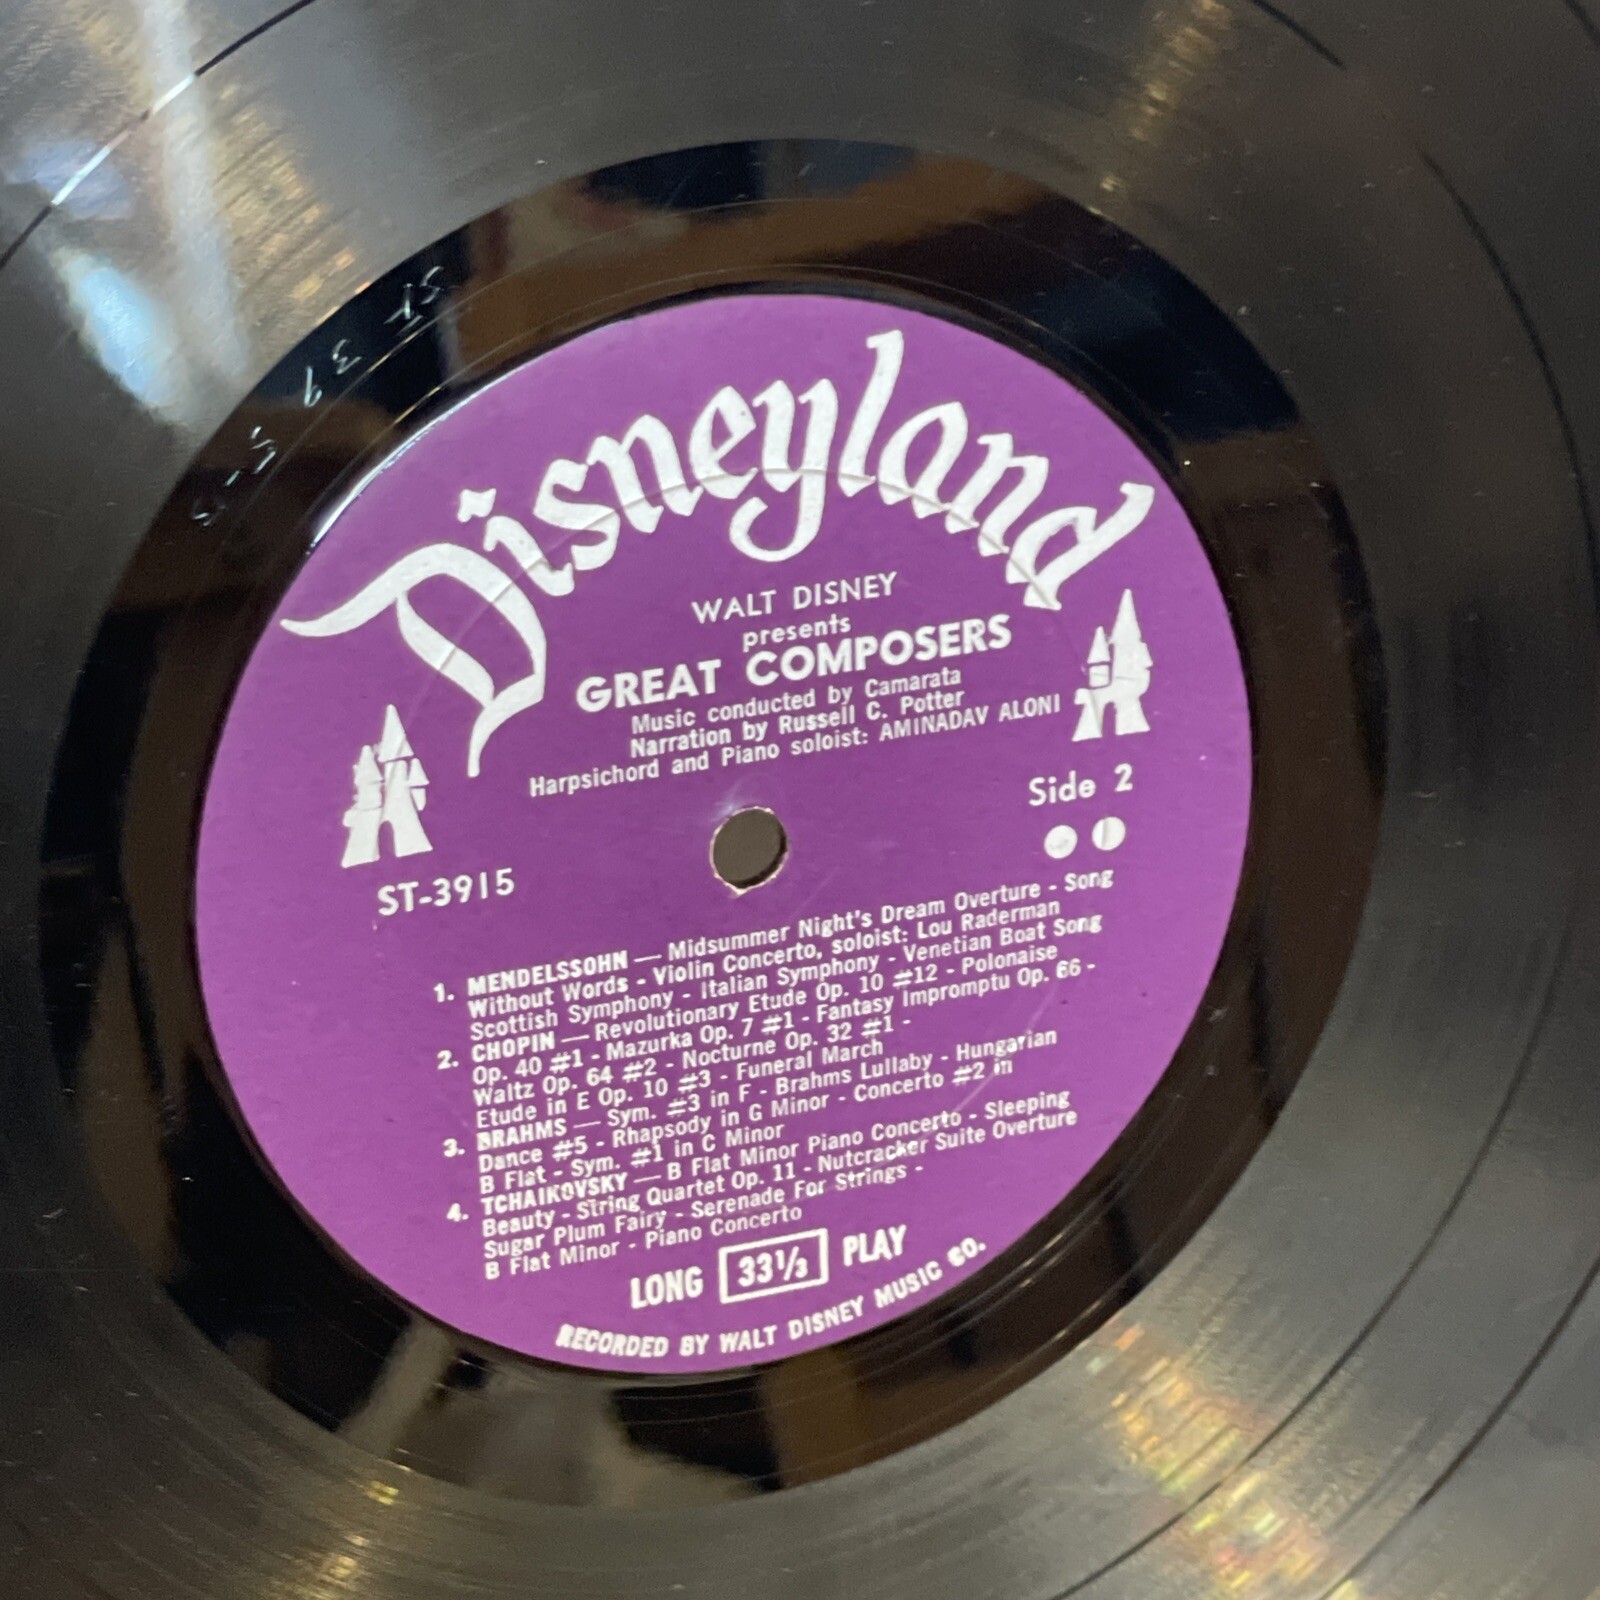 Disneyland
WALT DISNEY
presents
GREAT COMPOSERS
Music conducted by Camarata
Narration by Russell C. Potter
Harpsichord and Piano soloist: AMINADAV ALONI
Side 2
ST-3915
1. MENDELSSOHN — Midsummer Night's Dream Overture - Song
Without Words - Violin Concerto, soloist: Lou Raderman
Scottish Symphony - Italian Symphony - Venetian Boat Song
2. CHOPIN — Revolutionary Etude Op. 10 #12 - Polonaise
Op. 40 #1 - Mazurka Op. 7 #1 - Fantasy Impromptu Op. 66 -
Waltz Op. 64 #2 - Nocturne Op. 32 #1 -
Etude in E Op. 10 #3 - Funeral March
3. BRAHMS — Sym. #3 in F - Brahms Lullaby - Hungarian
Dance #5 - Rhapsody in G Minor - Concerto #2 in
B Flat - Sym. #1 in C Minor
4. TCHAIKOVSKY — B Flat Minor Piano Concerto - Sleeping
Beauty - String Quartet Op. 11 - Nutcracker Suite Overture
Sugar Plum Fairy - Serenade For Strings -
B Flat Minor - Piano Concerto
LONG 33⅓ PLAY
RECORDED BY WALT DISNEY MUSIC CO.